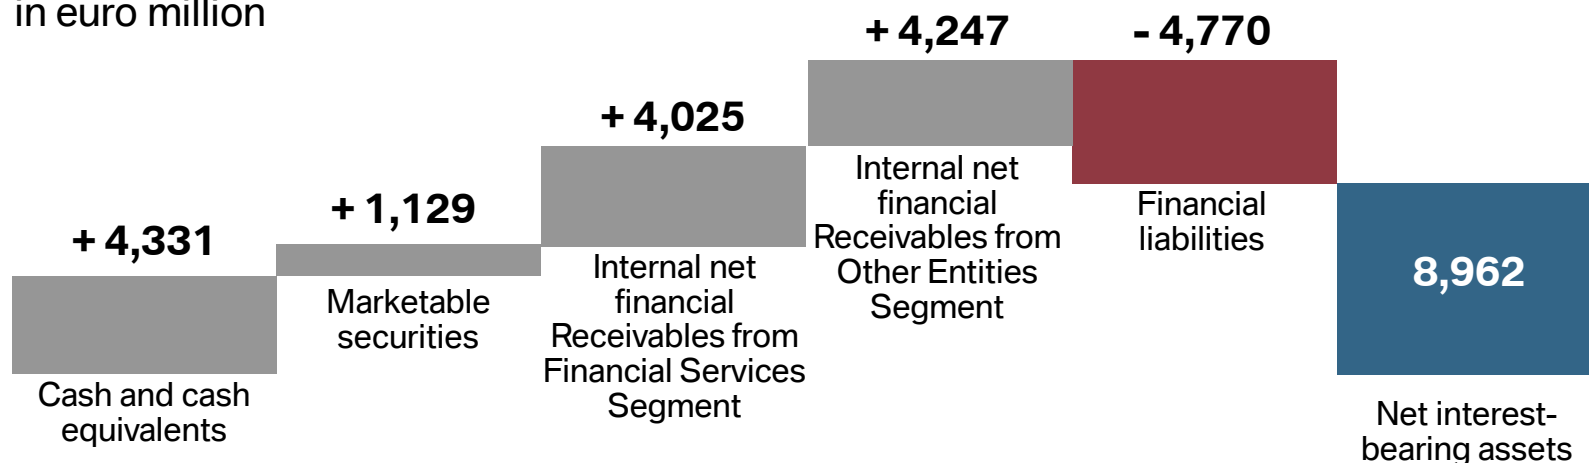 in euro million
+ 4,331
Cash and cash
equivalents
+ 1,129
Marketable
securities
+ 4,025
Internal net
financial
Receivables from
Financial Services
Segment
+ 4,247
Internal net
financial
Receivables from
Other Entities
Segment
- 4,770
Financial
liabilities
8,962
Net interest-
bearing assets